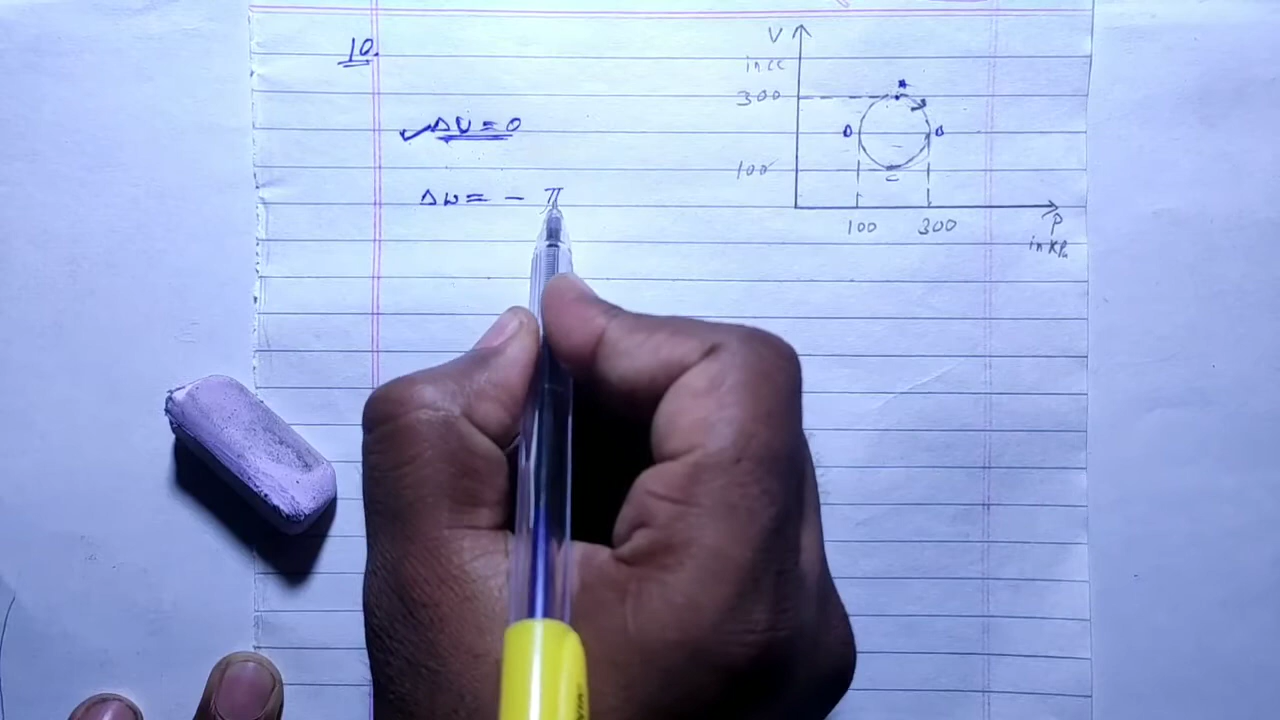 10.
ΔU = 0
ΔW = - π
V
in cc
300
100
A
D
B
C
100
300
P
in KPa